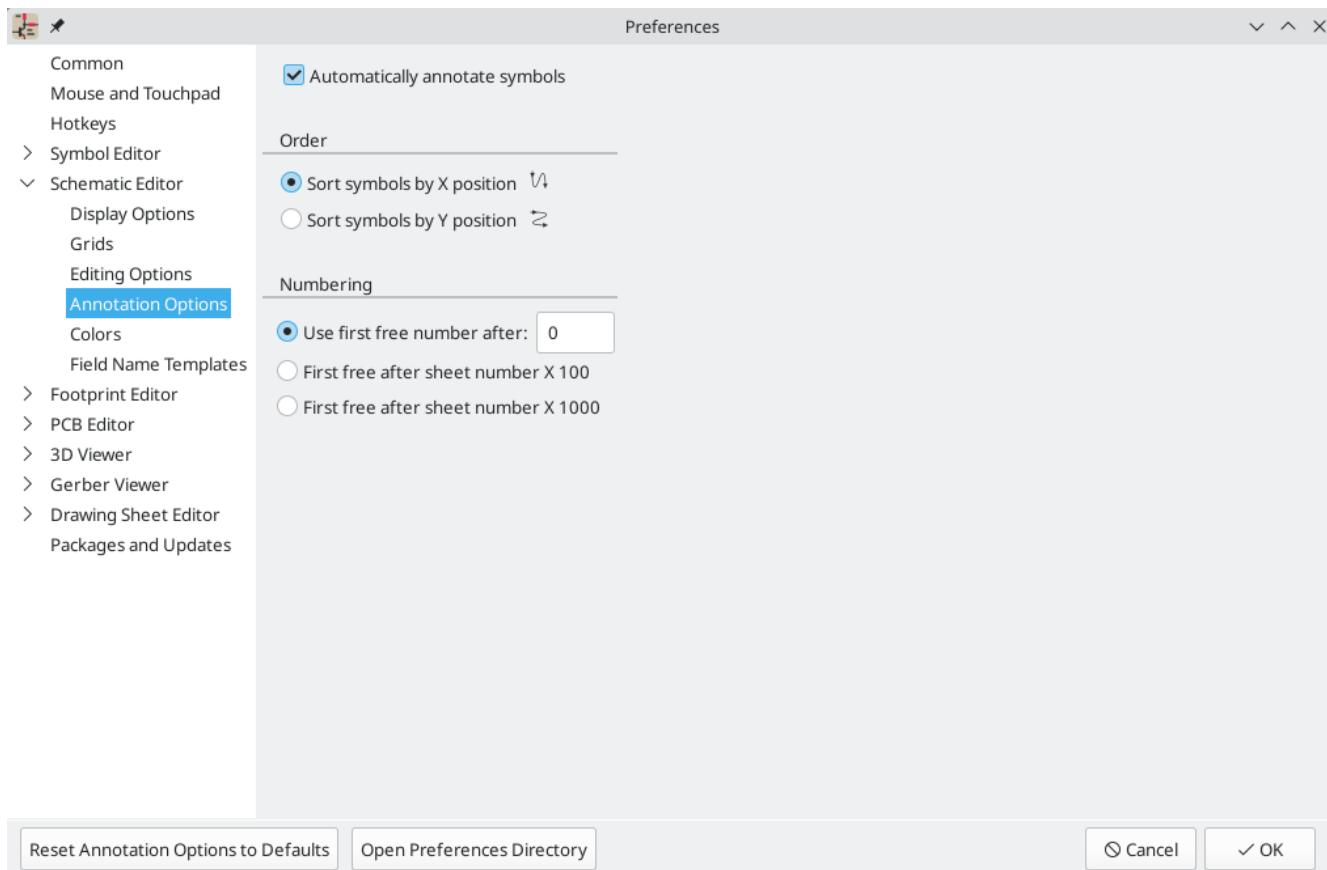 Preferences
Common
Mouse and Touchpad
Hotkeys
Symbol Editor
Schematic Editor
Display Options
Grids
Editing Options
Annotation Options
Colors
Field Name Templates
Footprint Editor
PCB Editor
3D Viewer
Gerber Viewer
Drawing Sheet Editor
Packages and Updates
Automatically annotate symbols
Order
Sort symbols by X position
Sort symbols by Y position
Numbering
Use first free number after: 0
First free after sheet number X 100
First free after sheet number X 1000
Reset Annotation Options to Defaults
Open Preferences Directory
Cancel
OK